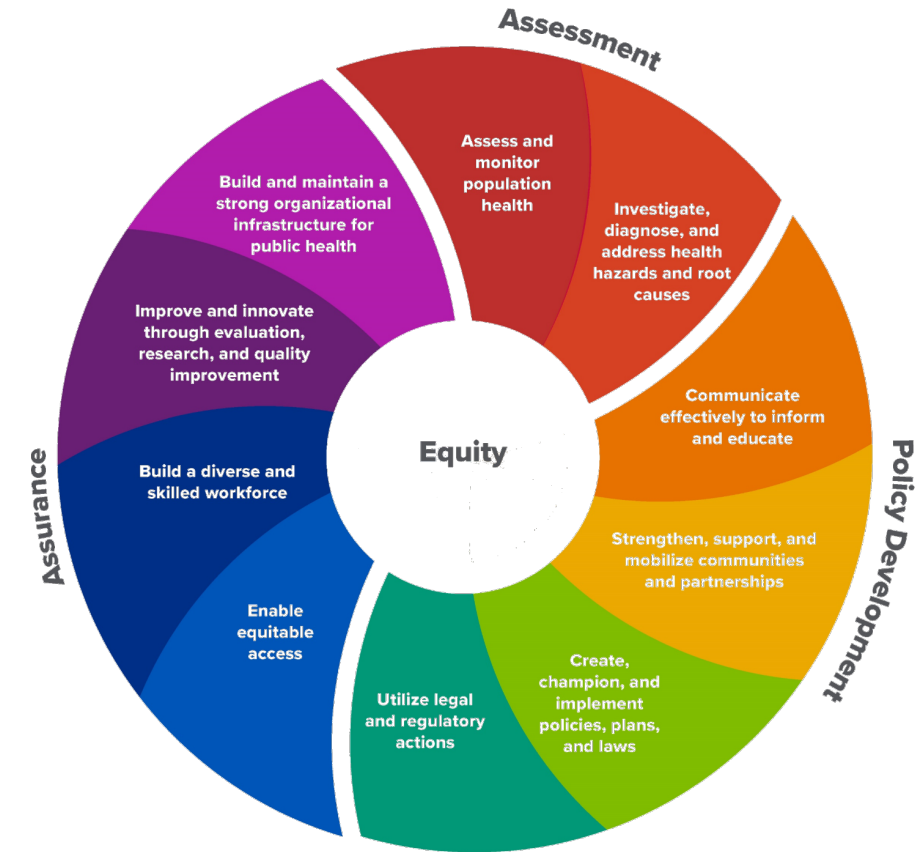 Assessment
Assess and
monitor
population
health
Investigate,
diagnose, and
address health
hazards and root
causes
Policy Development
Communicate
effectively to inform
and educate
Strengthen, support, and
mobilize communities
and partnerships
Create,
champion, and
implement
policies, plans,
and laws
Utilize legal
and regulatory
actions
Assurance
Enable
equitable
access
Build a diverse and
skilled workforce
Improve and innovate
through evaluation,
research, and quality
improvement
Build and maintain a
strong organizational
infrastructure for
public health
Equity